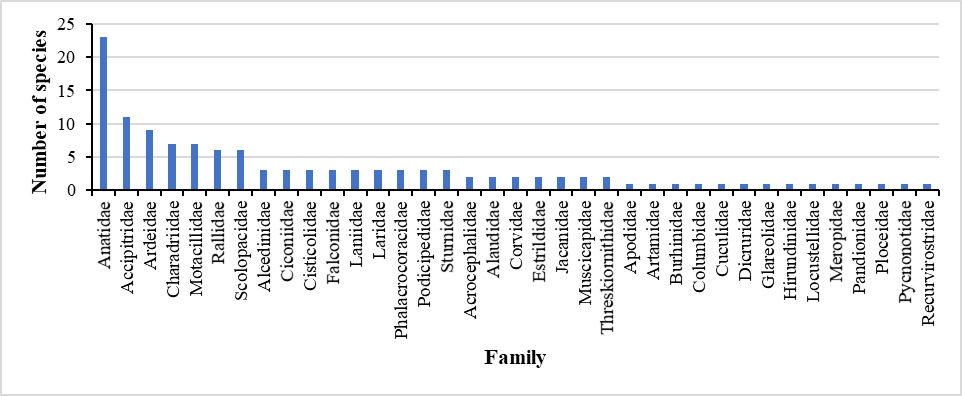 Number of species
25
20
15
10
5
0
Anatidae
Accipitridae
Ardeidae
Charadriidae
Motacillidae
Rallidae
Scolopacidae
Alcedinidae
Ciconiidae
Cisticolidae
Falconidae
Laniidae
Laridae
Phalacrocoracidae
Podicipedidae
Sturnidae
Acrocephalidae
Alaudidae
Corvidae
Estrildidae
Jacanidae
Muscicapidae
Threskiornithidae
Apodidae
Artamidae
Burhinidae
Columbidae
Cuculidae
Dicruridae
Glareolidae
Hirundinidae
Locustellidae
Meropidae
Pandionidae
Ploceidae
Pycnonotidae
Recurvirostridae
Family